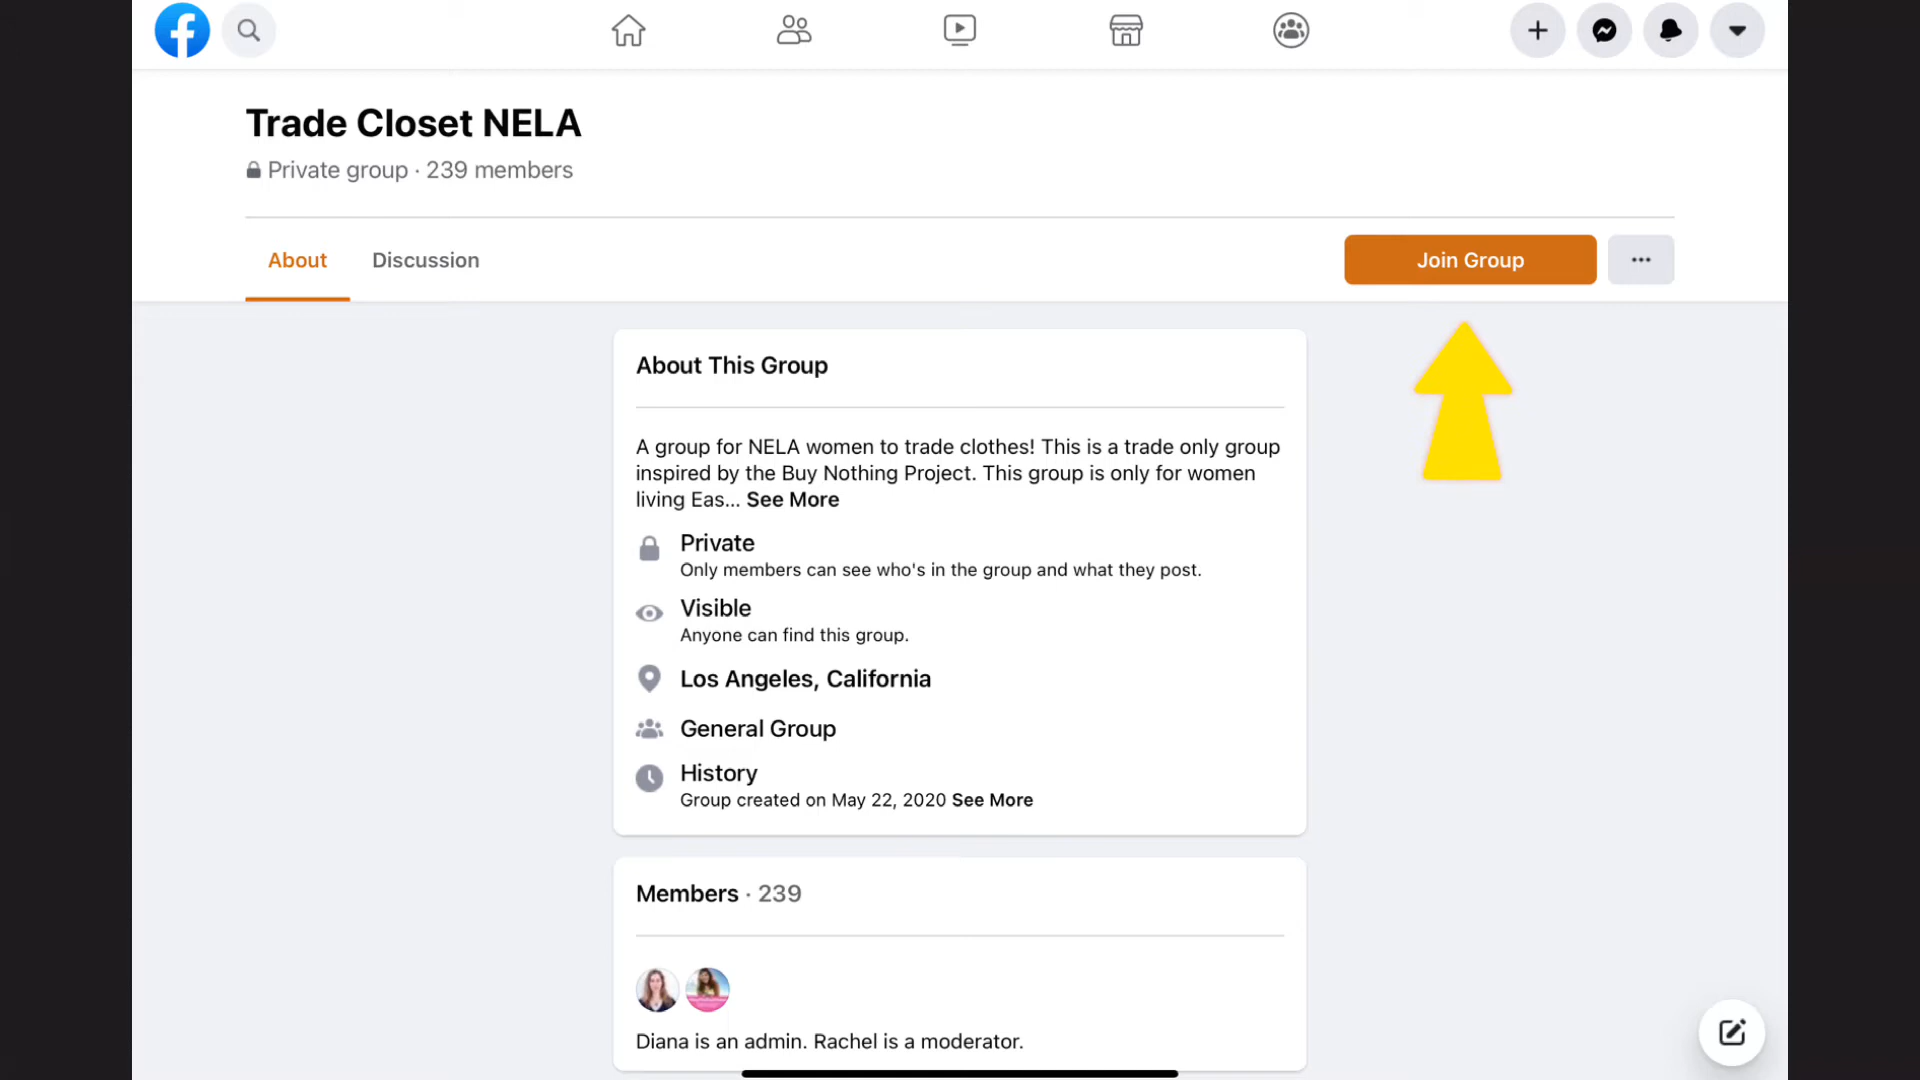 Trade Closet NELA
Private group · 239 members
About
Discussion
Join Group
About This Group
A group for NELA women to trade clothes! This is a trade only group
inspired by the Buy Nothing Project. This group is only for women
living Eas... See More
Private
Only members can see who's in the group and what they post.
Visible
Anyone can find this group.
Los Angeles, California
General Group
History
Group created on May 22, 2020 See More
Members · 239
Diana is an admin. Rachel is a moderator.